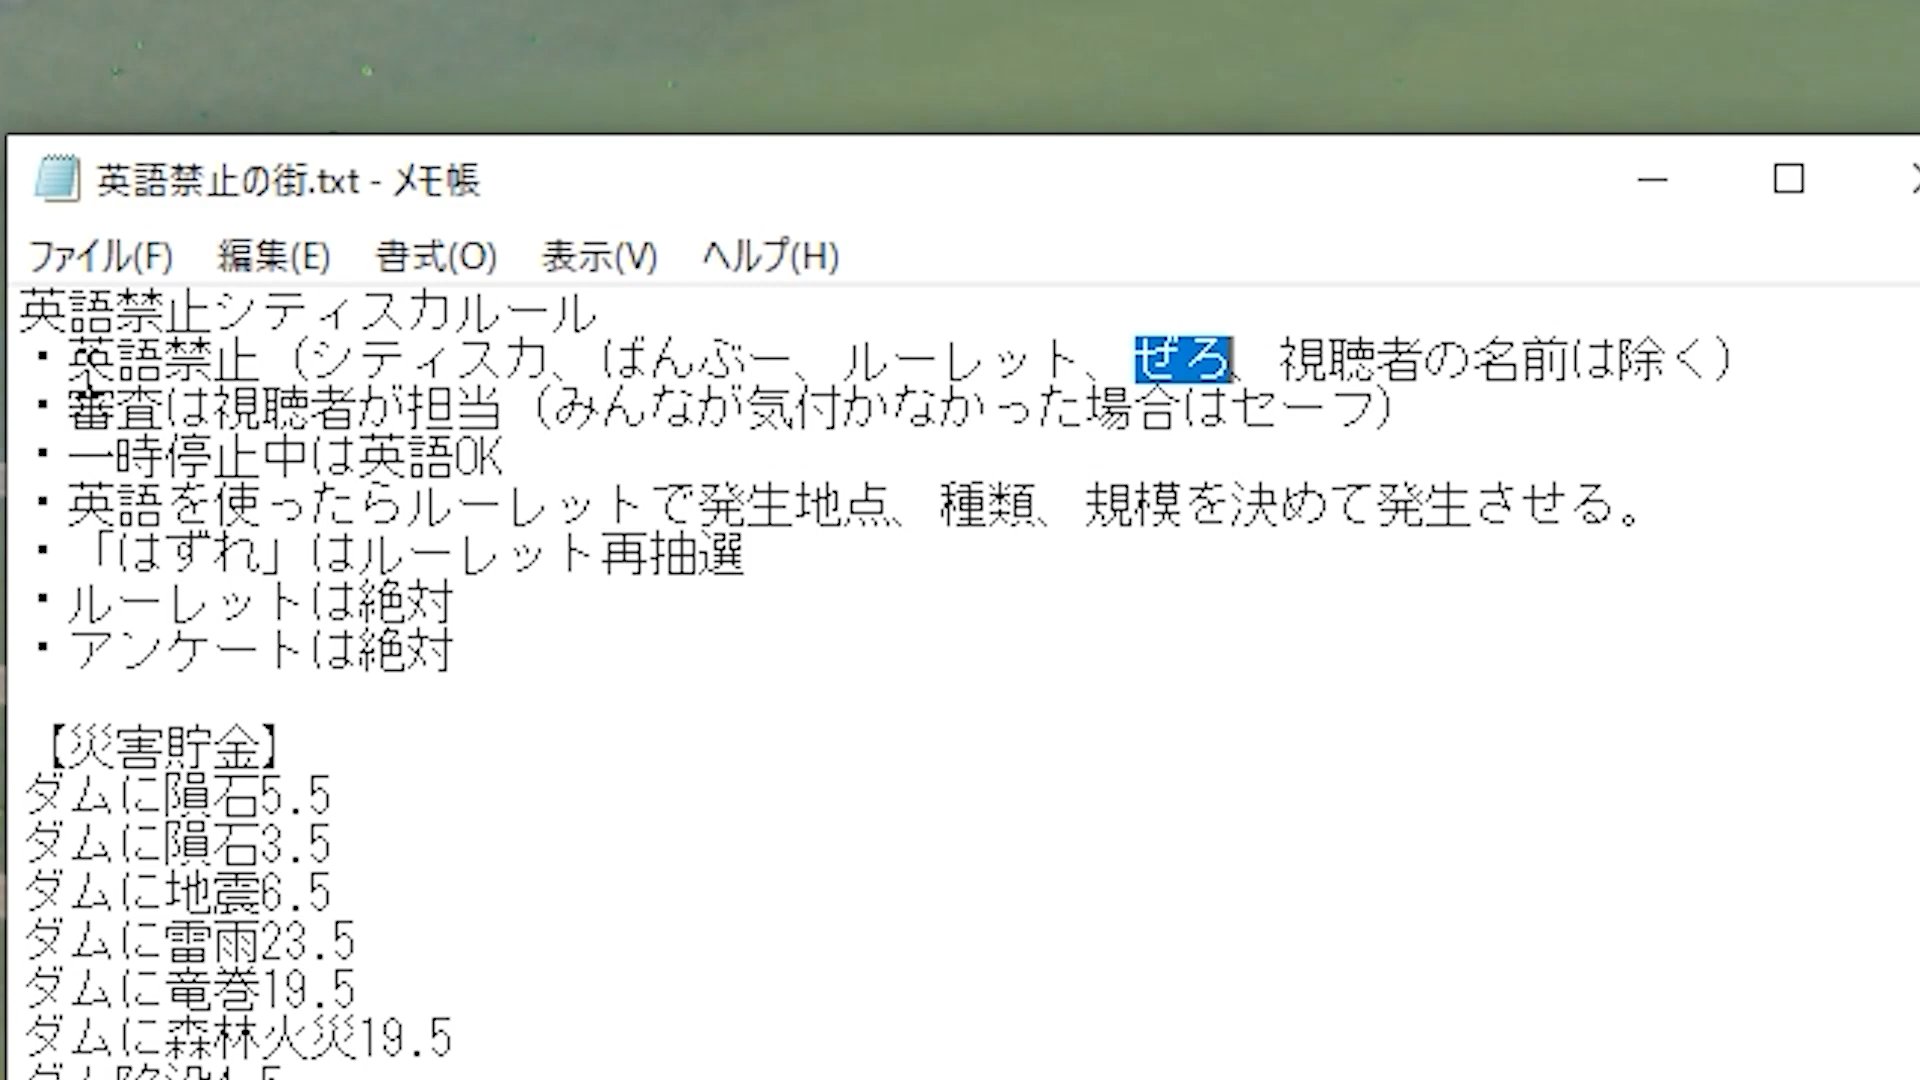 英語禁止の街.txt - メモ帳
ファイル(F) 編集(E) 書式(O) 表示(V) ヘルプ(H)
英語禁止シティスカルール
・英語禁止（シティスカ、ばんぶー、ルーレット、ぜろ、視聴者の名前は除く）
・審査は視聴者が担当（みんなが気付かなかった場合はセーフ）
・一時停止中は英語OK
・英語を使ったらルーレットで発生地点、種類、規模を決めて発生させる。
・「はずれ」はルーレット再抽選
・ルーレットは絶対
・アンケートは絶対
【災害貯金】
ダムに隕石5.5
ダムに隕石3.5
ダムに地震6.5
ダムに雷雨23.5
ダムに竜巻19.5
ダムに森林火災19.5